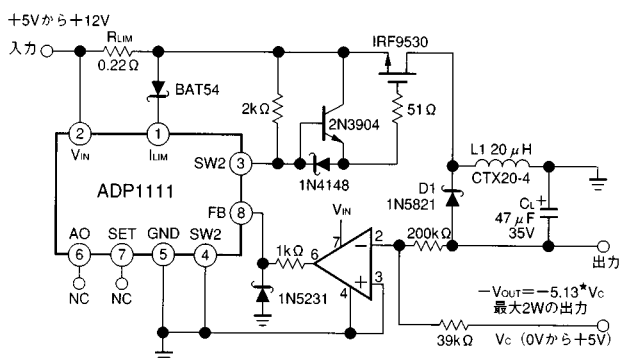 +5Vから+12V
入力
RLIM
0.22Ω
IRF9530
BAT54
2kΩ
2N3904
51Ω
2
1
VIN
ILIM
SW2
3
1N4148
ADP1111
FB
8
AO
SET
GND
SW2
6
7
5
4
NC
NC
1kΩ
1N5231
VIN
7
6
2
3
4
−
+
200kΩ
L1 20μH
CTX20-4
D1
1N5821
CL
+
47μF
35V
出力
−VOUT=−5.13*VC
最大2Wの出力
39kΩ
VC (0Vから+5V)